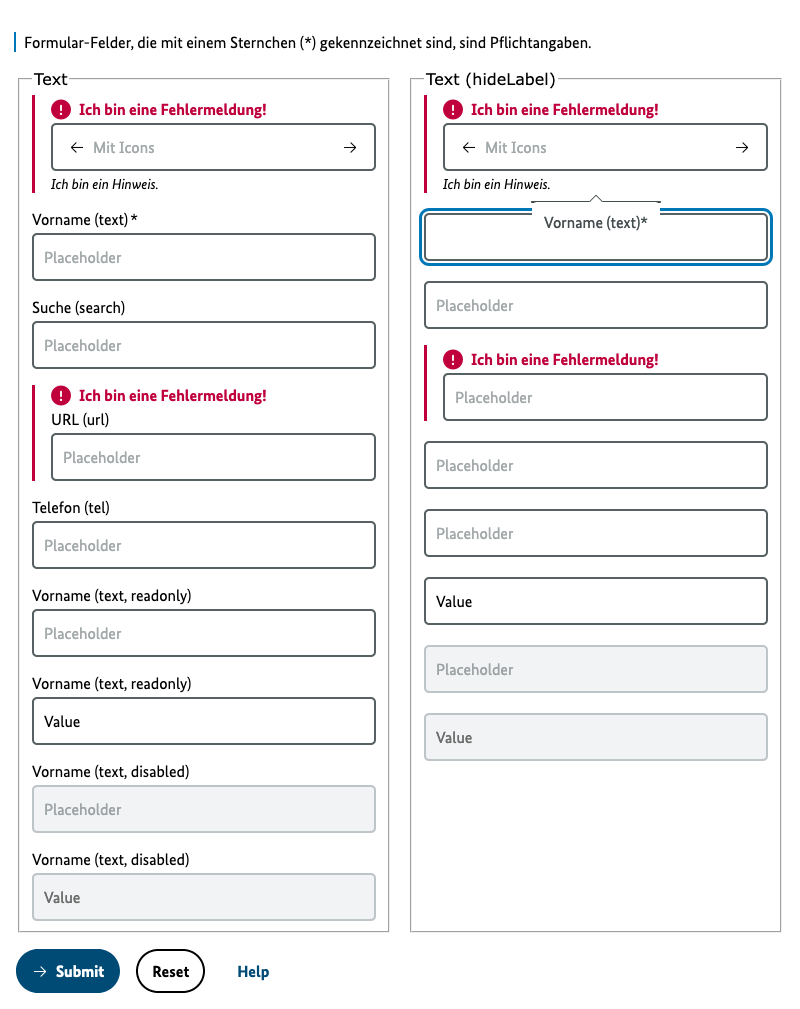 Formular-Felder, die mit einem Sternchen (*) gekennzeichnet sind, sind Pflichtangaben.
Text
Ich bin eine Fehlermeldung!
Mit Icons
Ich bin ein Hinweis.
Vorname (text)*
Placeholder
Suche (search)
Placeholder
Ich bin eine Fehlermeldung!
URL (url)
Placeholder
Telefon (tel)
Placeholder
Vorname (text, readonly)
Placeholder
Vorname (text, readonly)
Value
Vorname (text, disabled)
Placeholder
Vorname (text, disabled)
Value
Text (hideLabel)
Ich bin eine Fehlermeldung!
Mit Icons
Ich bin ein Hinweis.
Vorname (text)*
Placeholder
Ich bin eine Fehlermeldung!
Placeholder
Placeholder
Placeholder
Value
Placeholder
Value
Submit
Reset
Help